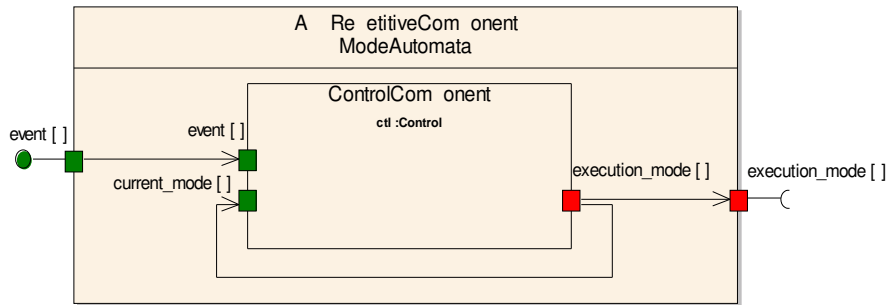 A Re etitiveCom onent
ModeAutomata
ControlCom onent
ctl :Control
event [ ]
event [ ]
current_mode [ ]
execution_mode [ ]
execution_mode [ ]